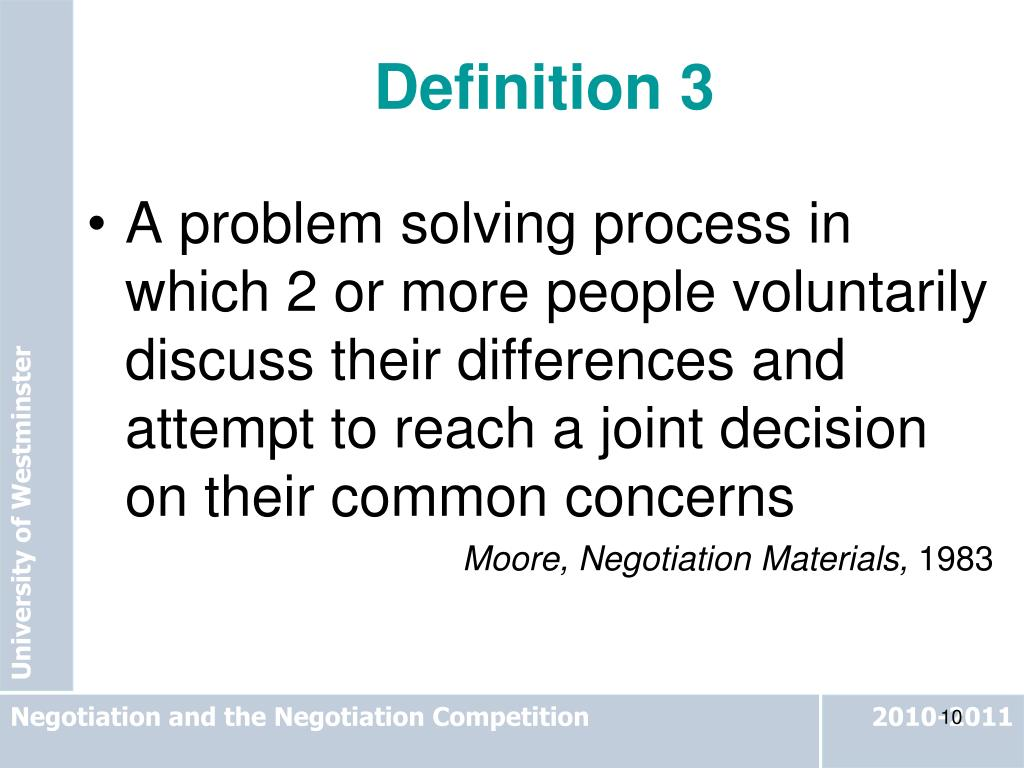 Definition 3
• A problem solving process in
which 2 or more people voluntarily
discuss their differences and
attempt to reach a joint decision
on their common concerns
Moore, Negotiation Materials, 1983
University of Westminster
Negotiation and the Negotiation Competition
2010-2011
10